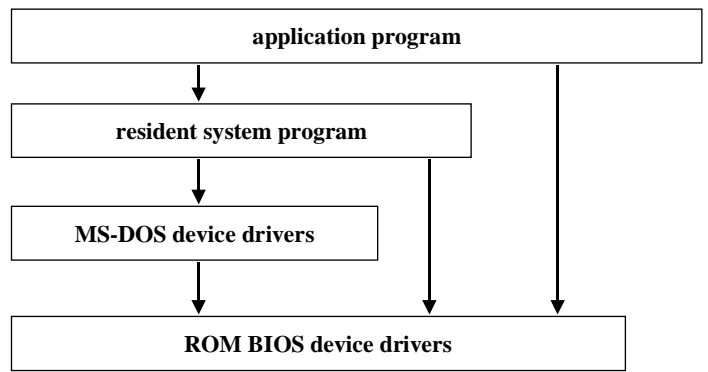 application program
resident system program
MS-DOS device drivers
ROM BIOS device drivers